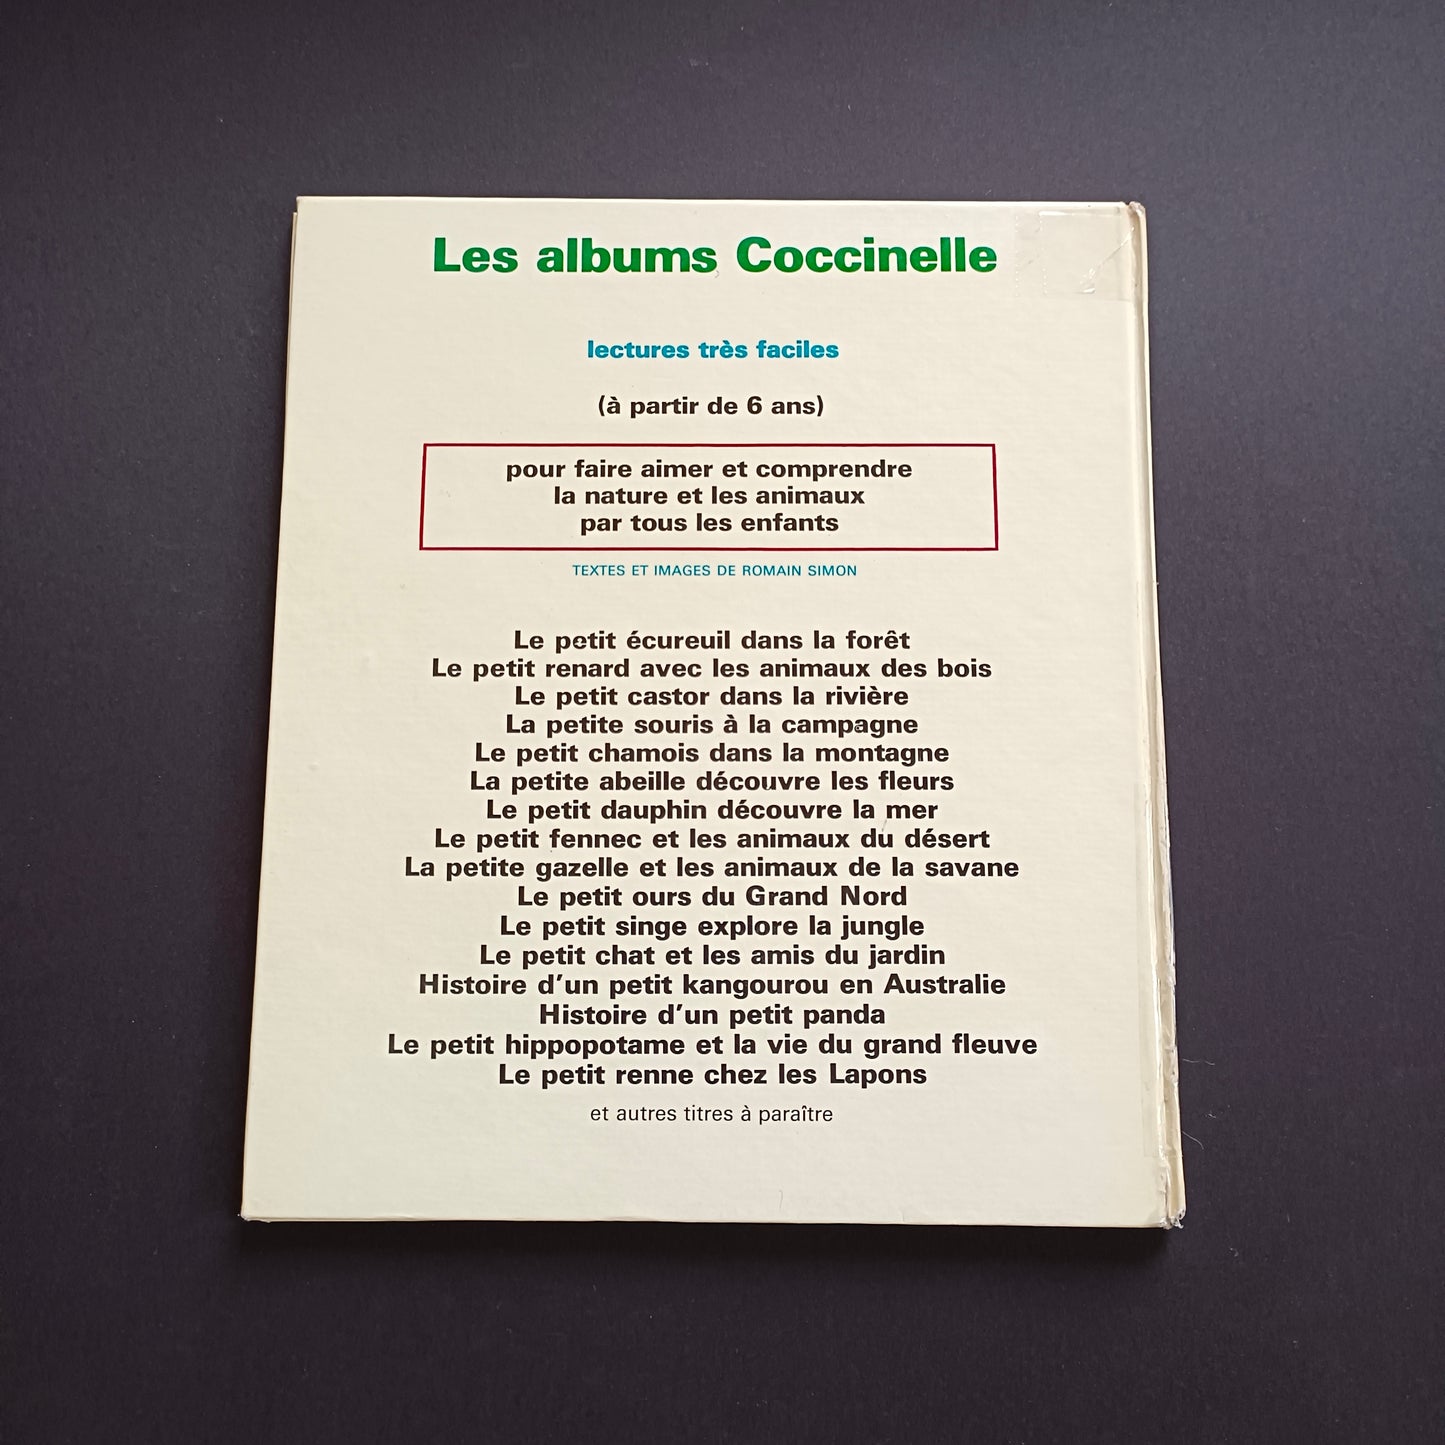 Les albums Coccinelle
lectures très faciles
(à partir de 6 ans)
pour faire aimer et comprendre
la nature et les animaux
par tous les enfants
TEXTES ET IMAGES DE ROMAIN SIMON
Le petit écureuil dans la forêt
Le petit renard avec les animaux des bois
Le petit castor dans la rivière
La petite souris à la campagne
Le petit chamois dans la montagne
La petite abeille découvre les fleurs
Le petit dauphin découvre la mer
Le petit fennec et les animaux du désert
La petite gazelle et les animaux de la savane
Le petit ours du Grand Nord
Le petit singe explore la jungle
Le petit chat et les amis du jardin
Histoire d'un petit kangourou en Australie
Histoire d'un petit panda
Le petit hippopotame et la vie du grand fleuve
Le petit renne chez les Lapons
et autres titres à paraître